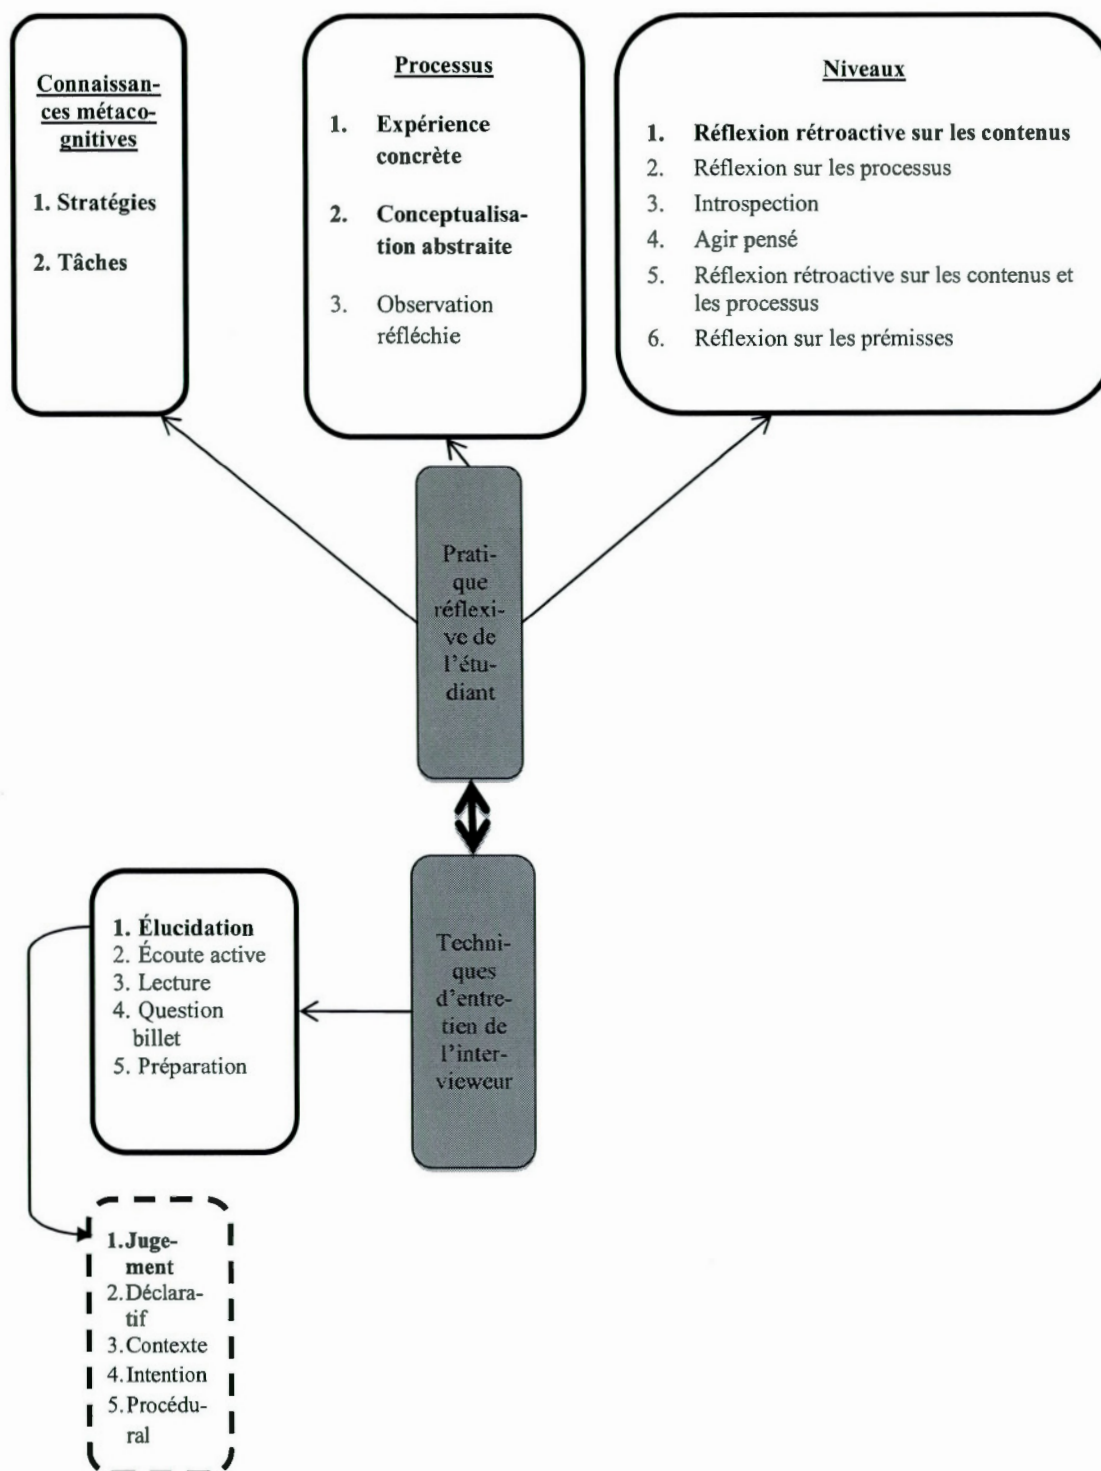 Connaissan-
ces métaco-
gnitives
1. Stratégies
2. Tâches
Processus
1. Expérience
concrète
2. Conceptualisa-
tion abstraite
3. Observation
réfléchie
Niveaux
1. Réflexion rétroactive sur les contenus
2. Réflexion sur les processus
3. Introspection
4. Agir pensé
5. Réflexion rétroactive sur les contenus et
les processus
6. Réflexion sur les prémisses
Prati-
que
réflexi-
ve de
l'étu-
diant
Techni-
ques
d'entre-
tien de
l'inter-
vieweur
1. Élucidation
2. Écoute active
3. Lecture
4. Question
billet
5. Préparation
1. Juge-
ment
2. Déclara-
tif
3. Contexte
4. Intention
5. Procédu-
ral